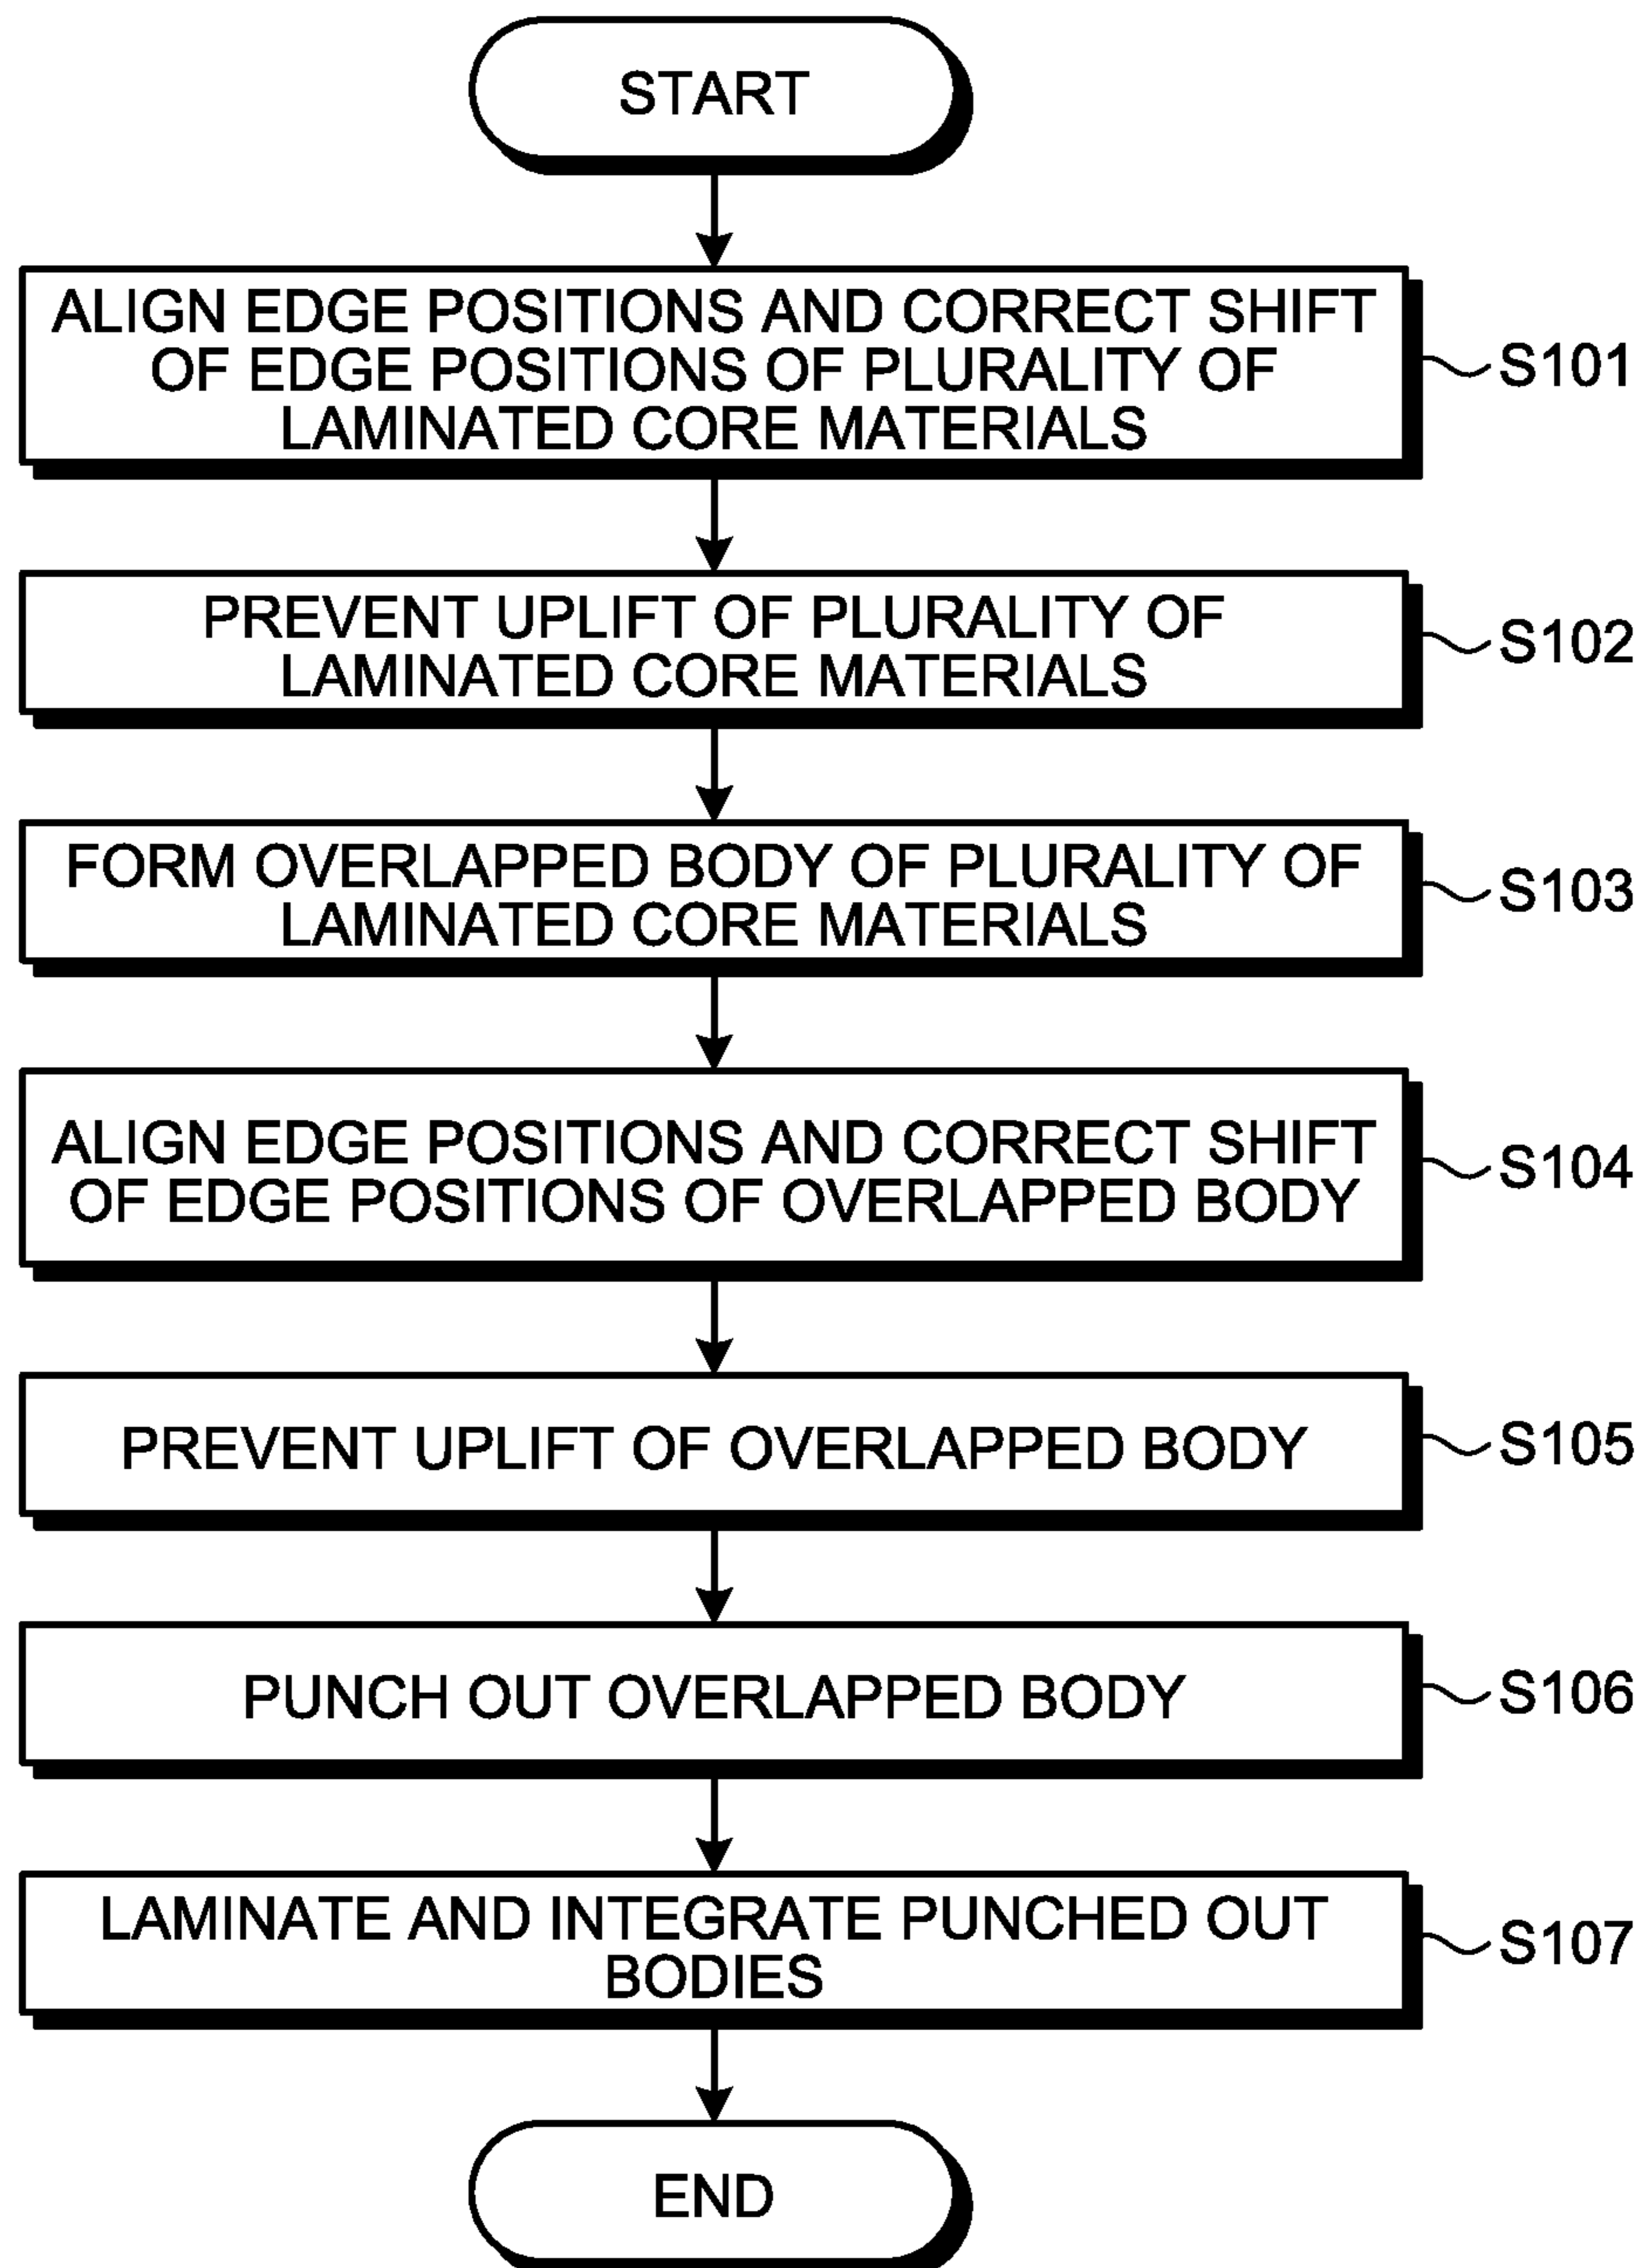 START
ALIGN EDGE POSITIONS AND CORRECT SHIFT
OF EDGE POSITIONS OF PLURALITY OF
LAMINATED CORE MATERIALS
S101
PREVENT UPLIFT OF PLURALITY OF
LAMINATED CORE MATERIALS
S102
FORM OVERLAPPED BODY OF PLURALITY OF
LAMINATED CORE MATERIALS
S103
ALIGN EDGE POSITIONS AND CORRECT SHIFT
OF EDGE POSITIONS OF OVERLAPPED BODY
S104
PREVENT UPLIFT OF OVERLAPPED BODY
S105
PUNCH OUT OVERLAPPED BODY
S106
LAMINATE AND INTEGRATE PUNCHED OUT
BODIES
S107
END